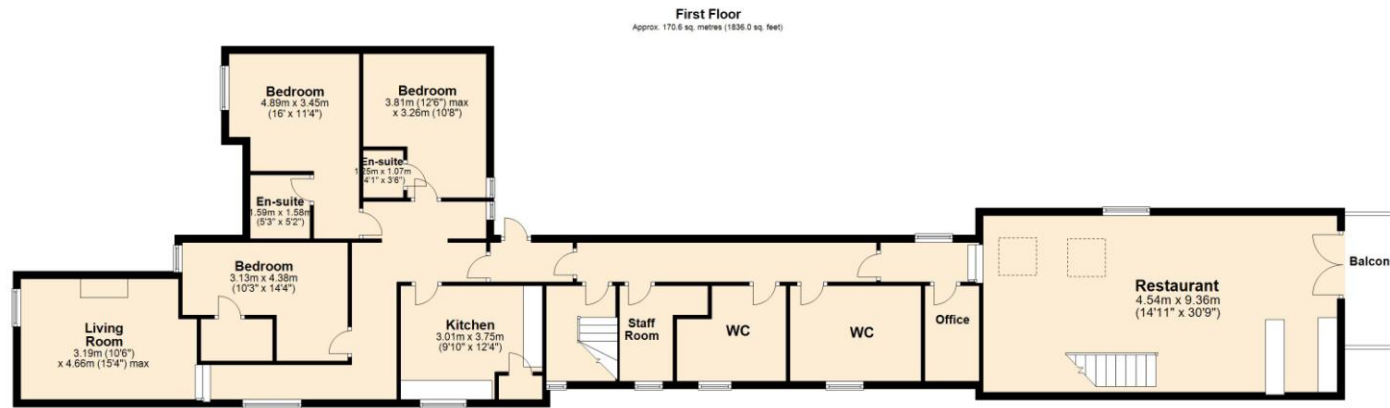 First Floor
Approx. 170.6 sq. metres (1836.0 sq. feet)
Bedroom
4.89m x 3.45m
(16' x 11'4")
Bedroom
3.81m (12'6") max
x 3.26m (10'8")
En-suite
1.25m x 1.07m
(4'1" x 3'6")
En-suite
1.59m x 1.58m
(5'3" x 5'2")
Bedroom
3.13m x 4.38m
(10'3" x 14'4")
Living
Room
3.19m (10'6")
x 4.66m (15'4") max
Kitchen
3.01m x 3.75m
(9'10" x 12'4")
Staff
Room
WC
WC
Office
Restaurant
4.54m x 9.36m
(14'11" x 30'9")
Balcon